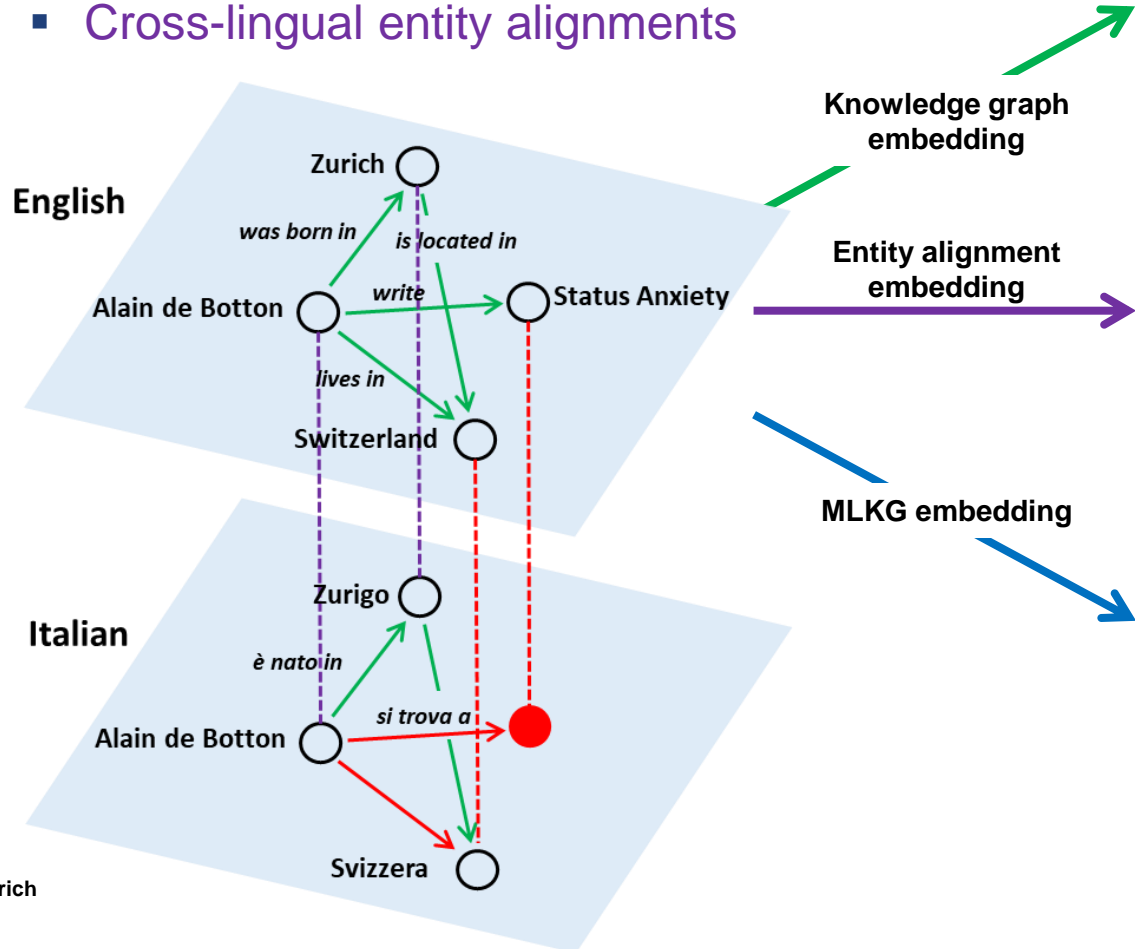 ▪ Cross-lingual entity alignments
Knowledge graph
embedding
Zurich
English
was born in
is located in
Entity alignment
embedding
Alain de Botton
write
Status Anxiety
lives in
Switzerland
MLKG embedding
Zurigo
Italian
è nato in
si trova a
Alain de Botton
Svizzera
rich